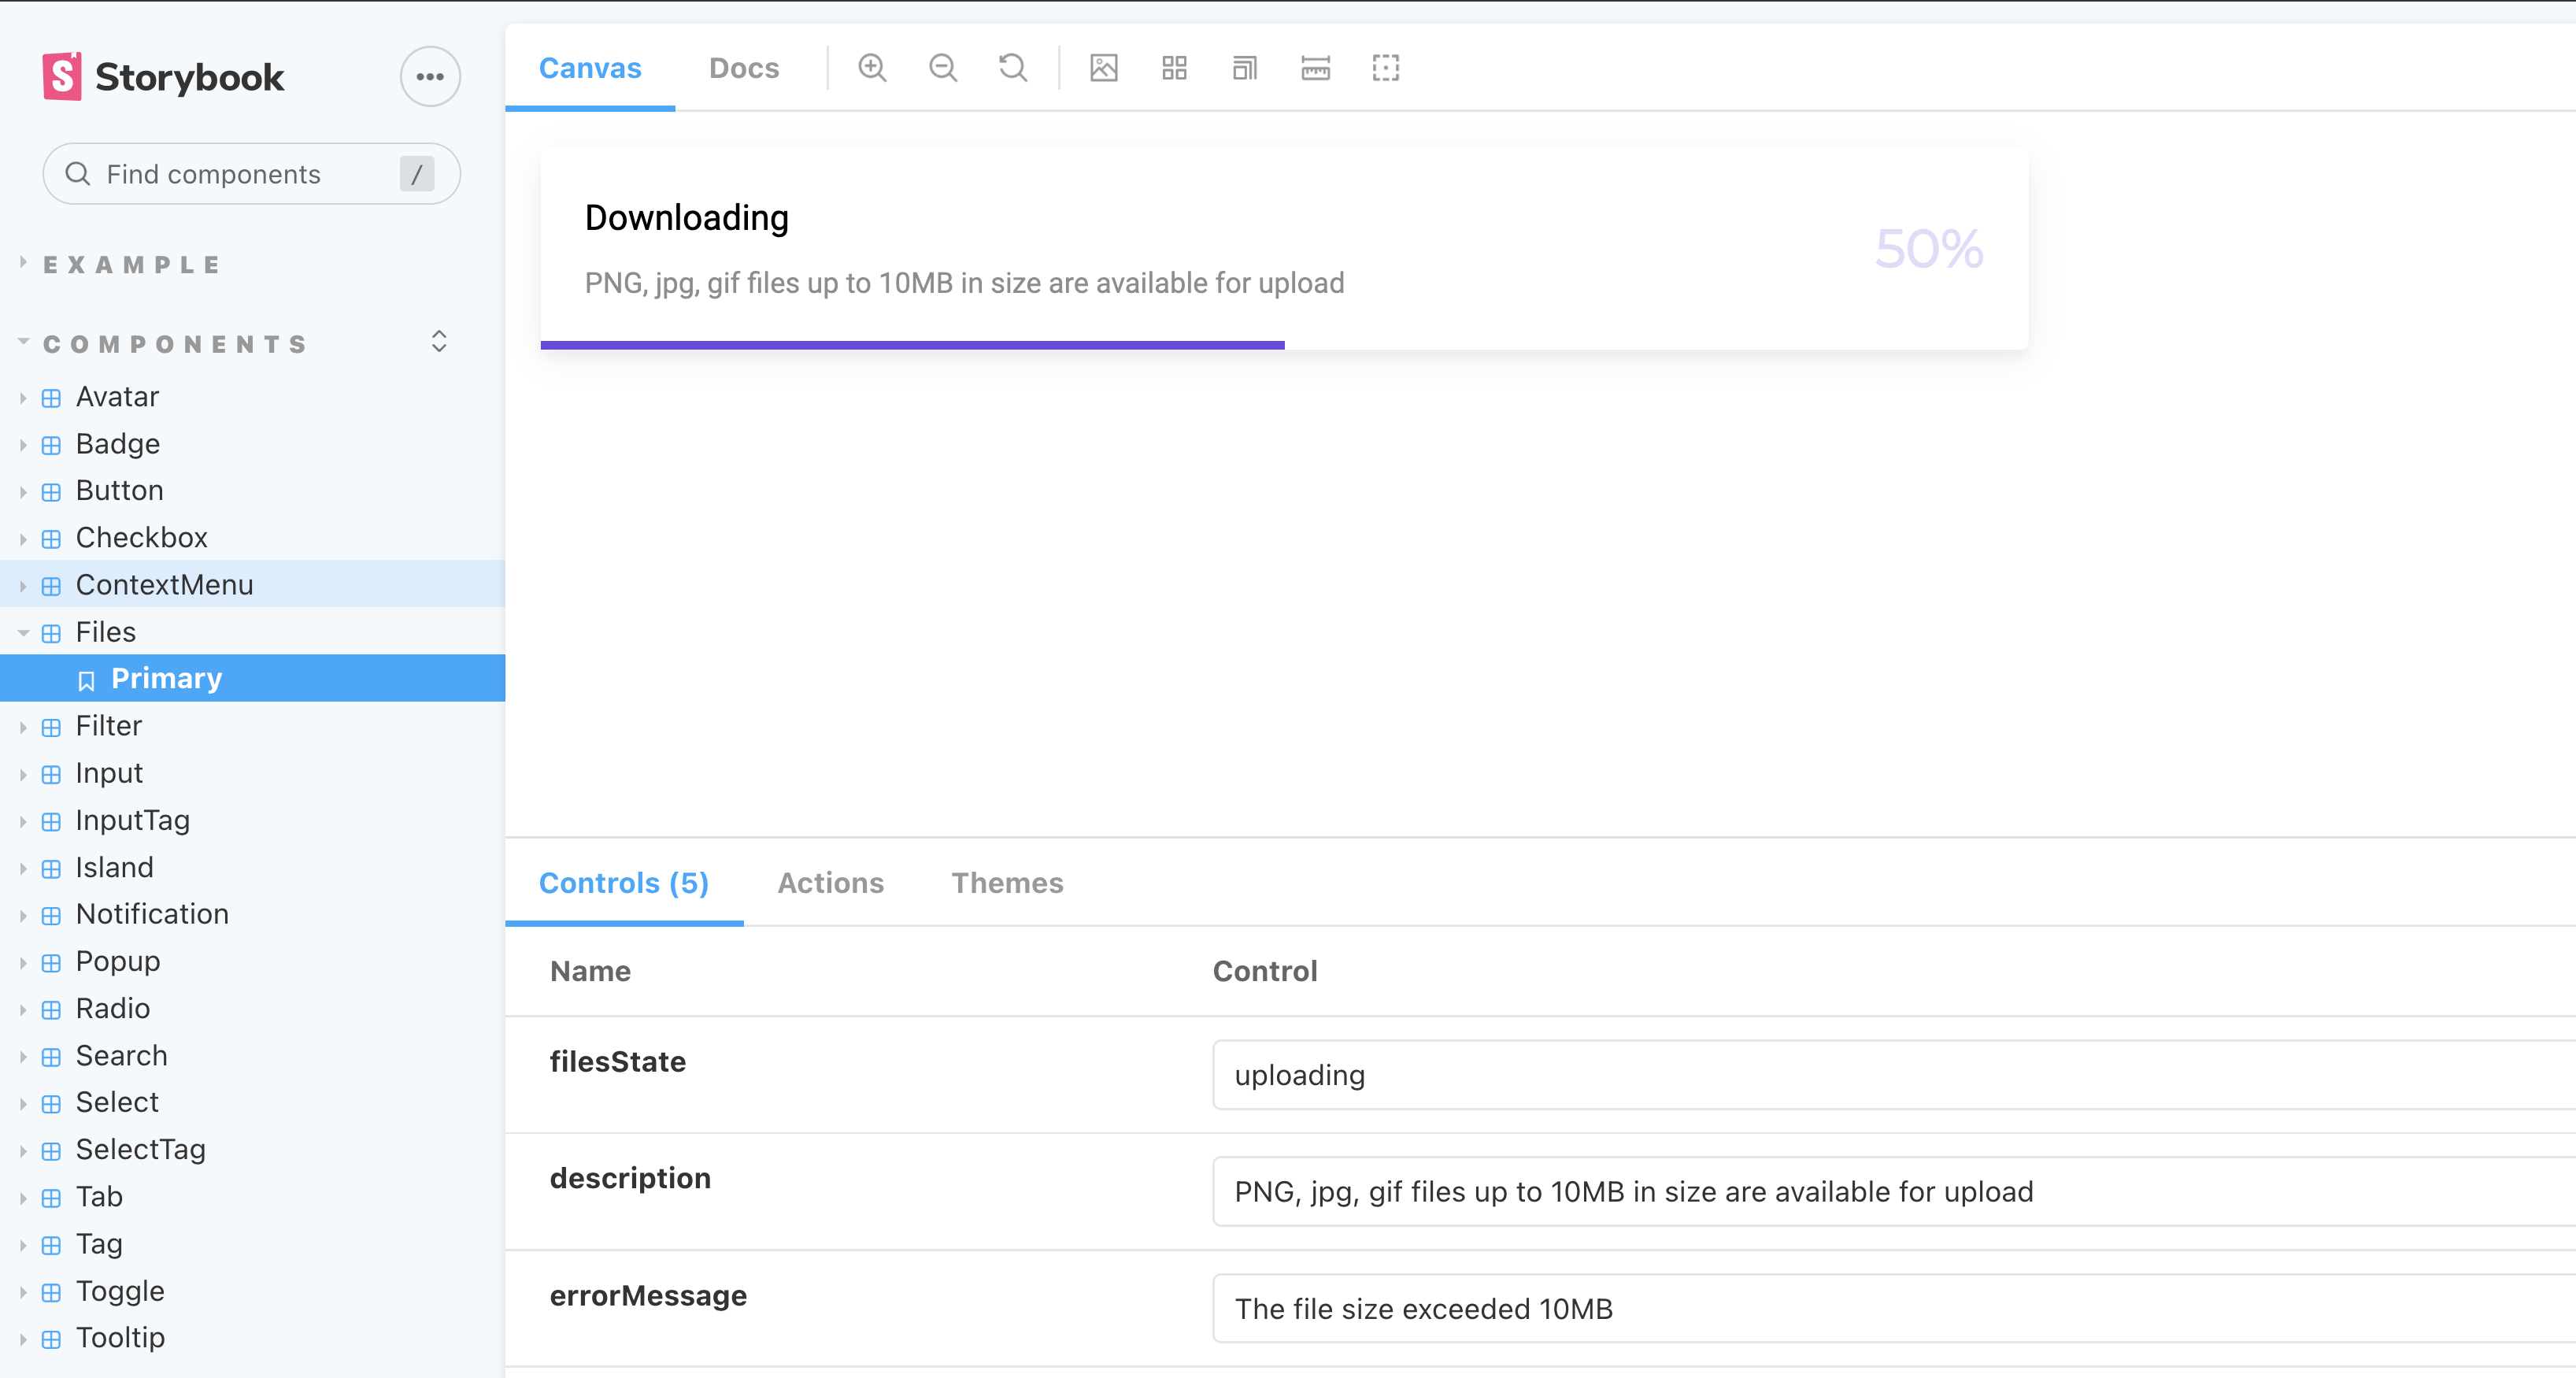 Storybook
Find components /
EXAMPLE
COMPONENTS
Avatar
Badge
Button
Checkbox
ContextMenu
Files
Primary
Filter
Input
InputTag
Island
Notification
Popup
Radio
Search
Select
SelectTag
Tab
Tag
Toggle
Tooltip
Canvas Docs
Downloading
50%
PNG, jpg, gif files up to 10MB in size are available for upload
Controls (5) Actions Themes
Name Control
filesState uploading
description PNG, jpg, gif files up to 10MB in size are available for upload
errorMessage The file size exceeded 10MB